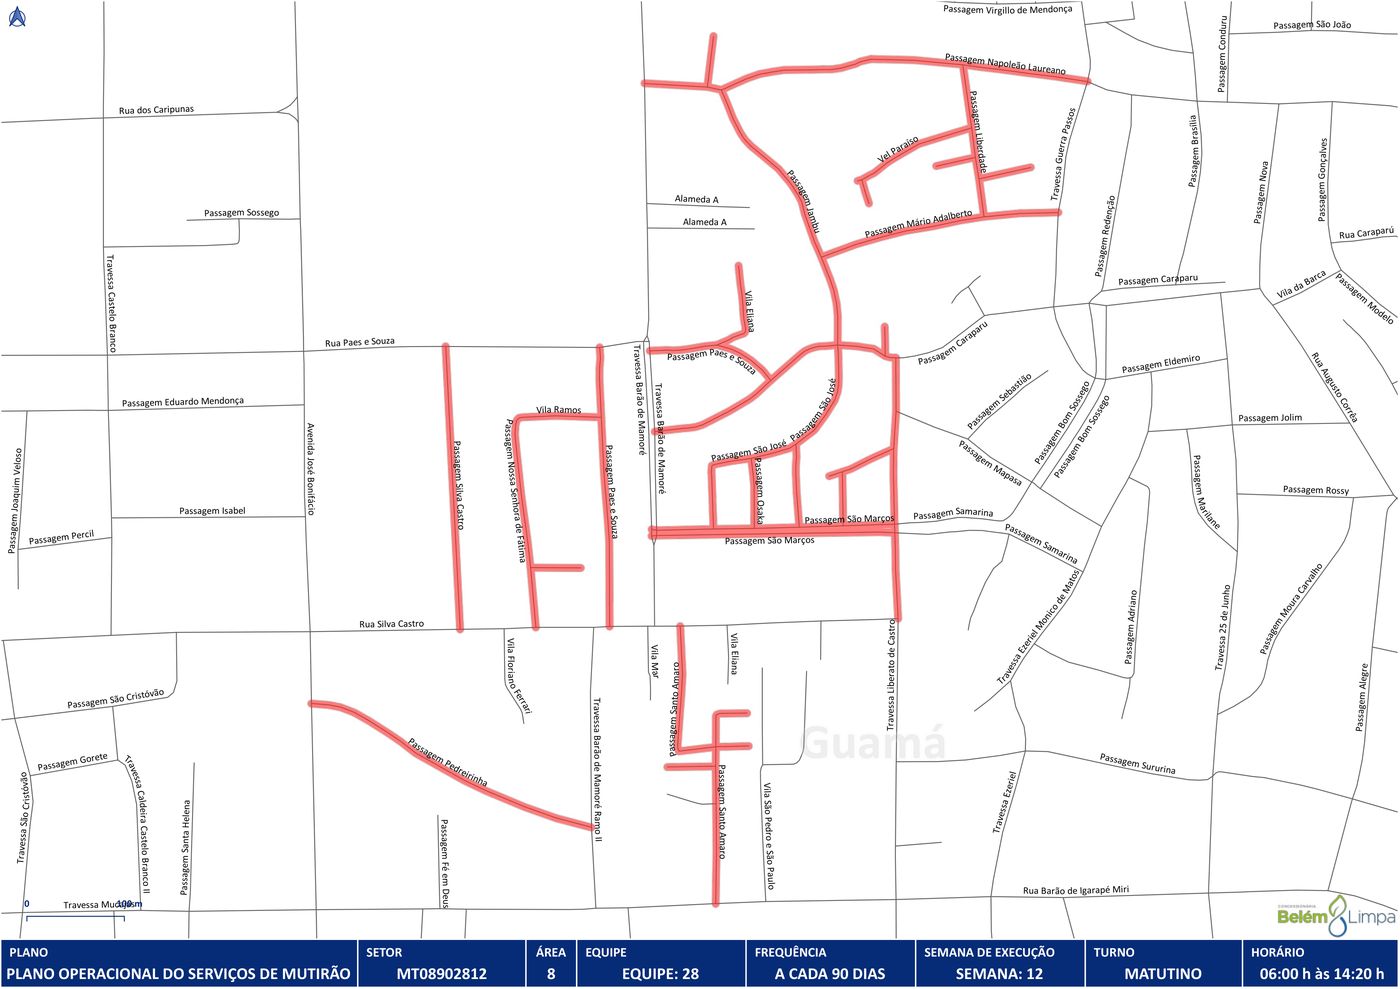 Passagem Virgillo de Mendonça
Passagem São João
Passagem Conduru
Passagem Napoleão Laureano
Rua dos Caripunas
Passagem Liberdade
Travessa Guerra Passos
Passagem Brasília
Passagem Gonçalves
Vel Paraíso
Passagem Nova
Passagem Jambú
Alameda A
Passagem Sossego
Alameda A
Passagem Mário Adalberto
Passagem Redenção
Rua Caraparú
Travessa Castelo Branco
Passagem Caraparu
Vila da Barca
Passagem Modelo
Vila Eliana
Rua Paes e Souza
Passagem Paes e Souza
Passagem Caraparu
Travessa Barão de Mamoré
Travessa Barão de Mamoré
Passagem Eldemiro
Rua Augusto Corrêa
Passagem Sebastião
Passagem Bom Sossego
Passagem Bom Sossego
Passagem Eduardo Mendonça
Vila Ramos
Passagem São José
Passagem São José
Passagem Jolim
Passagem Joaquim Veloso
Avenida José Bonifácio
Passagem Silva Castro
Passagem Nossa Senhora de Fátima
Passagem Paes e Souza
Passagem Osaka
Passagem Mapasa
Passagem Marilane
Passagem Rossy
Passagem Isabel
Passagem São Marços
Passagem Samarina
Passagem Percil
Passagem São Marços
Passagem Samarina
Travessa Ezeriel Monico de Matos
Passagem Adriano
Travessa 25 de Junho
Passagem Moura Carvalho
Rua Silva Castro
Vila Floriano Ferrari
Vila Mar
Passagem Santo Amaro
Vila Eliana
Travessa Liberato de Castro
Passagem Alegre
Passagem São Cristóvão
Travessa Barão de Mamoré Ramo II
Guamá
Passagem Gorete
Passagem Pedreirinha
Passagem Sururina
Travessa São Cristovão
Travessa Caldeira Castelo Branco II
Passagem Santa Helena
Passagem Fé em Deus
Passagem Santo Amaro
Vila São Pedro e São Paulo
Travessa Ezeriel
Rua Barão de Igarapé Miri
Travessa Mucajás
0 100 m
CONCESSIONÁRIA
Belém Limpa
PLANO
PLANO OPERACIONAL DO SERVIÇOS DE MUTIRÃO
SETOR
MT08902812
ÁREA
8
EQUIPE
EQUIPE: 28
FREQUÊNCIA
A CADA 90 DIAS
SEMANA DE EXECUÇÃO
SEMANA: 12
TURNO
MATUTINO
HORÁRIO
06:00 h às 14:20 h